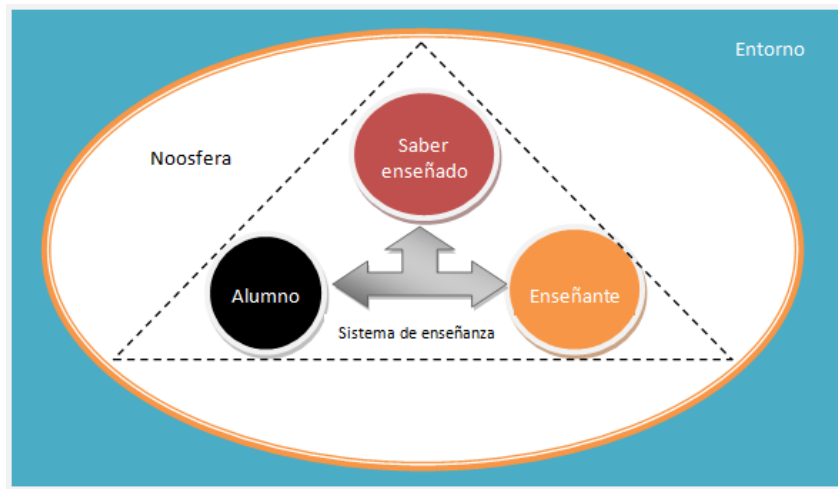 Entorno
Noosfera
Saber
enseñado
Alumno
Enseñante
Sistema de enseñanza